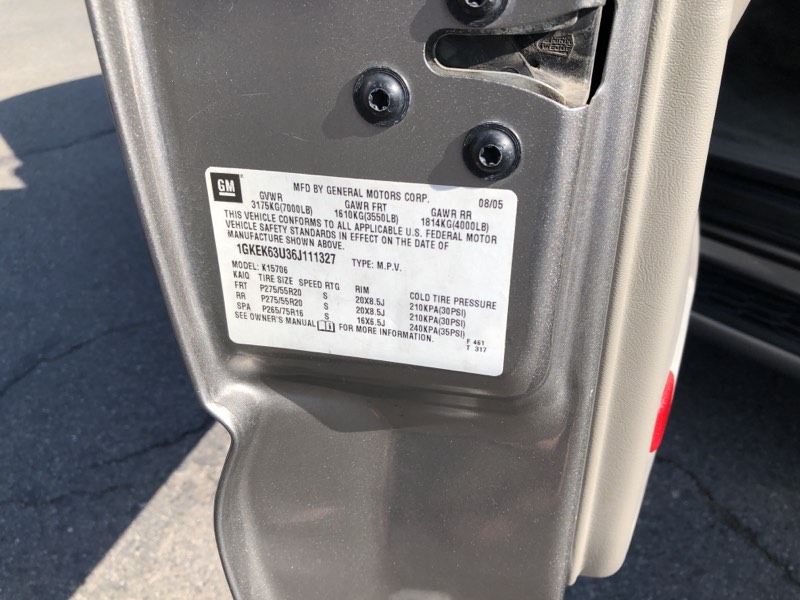 GM
MFD BY GENERAL MOTORS CORP. 08/05
GVWR GAWR FRT GAWR RR
3175KG(7000LB) 1610KG(3550LB) 1814KG(4000LB)
THIS VEHICLE CONFORMS TO ALL APPLICABLE U.S. FEDERAL MOTOR
VEHICLE SAFETY STANDARDS IN EFFECT ON THE DATE OF
MANUFACTURE SHOWN ABOVE.
1GKEK63U36J111327 TYPE: M.P.V.
MODEL: K15706
KAIQ TIRE SIZE SPEED RTG RIM COLD TIRE PRESSURE
FRT P275/55R20 S 20X8.5J 210KPA(30PSI)
RR P275/55R20 S 20X8.5J 210KPA(30PSI)
SPA P265/75R16 S 16X6.5J 240KPA(35PSI)
SEE OWNER'S MANUAL FOR MORE INFORMATION.
F 461
T 317